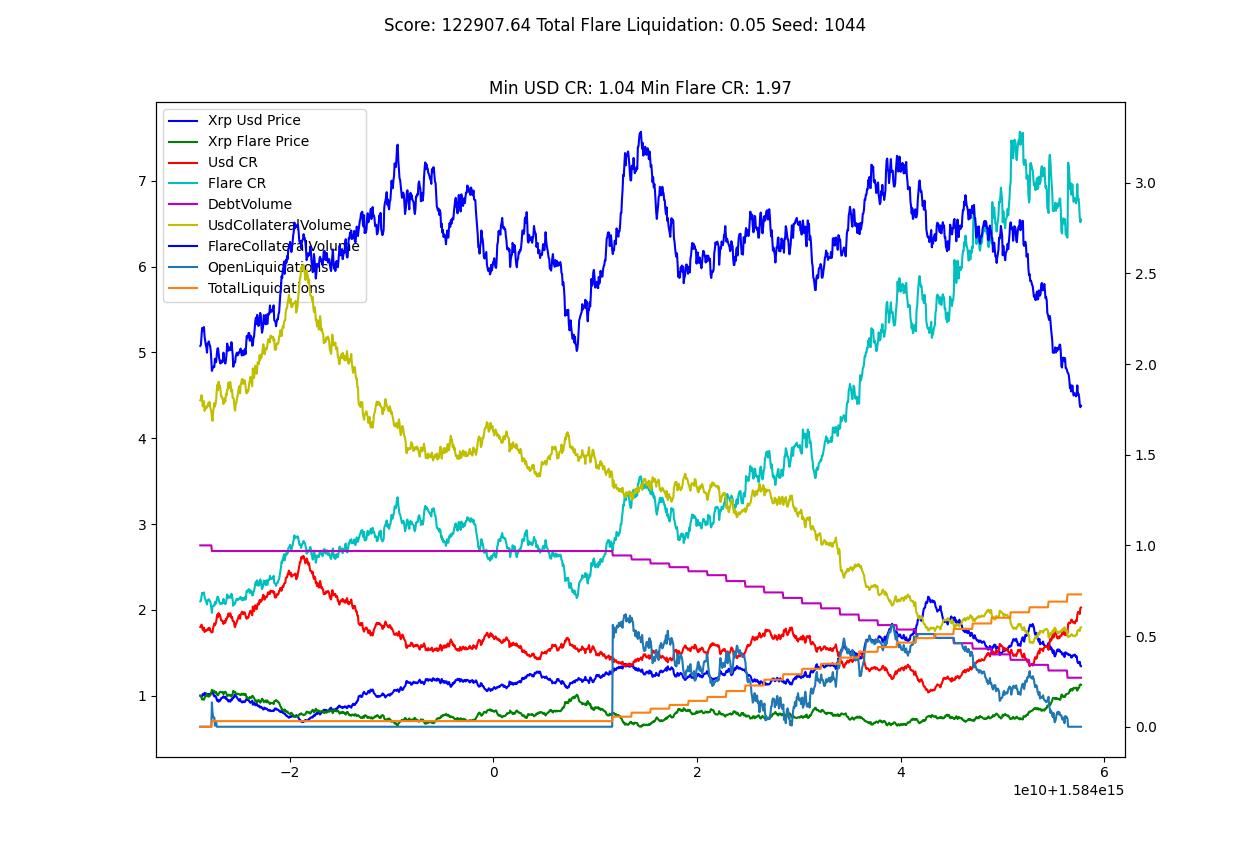 Score: 122907.64 Total Flare Liquidation: 0.05 Seed: 1044
Min USD CR: 1.04 Min Flare CR: 1.97
Xrp Usd Price
Xrp Flare Price
Usd CR
Flare CR
DebtVolume
UsdCollateralVolume
FlareCollateralVolume
OpenLiquidations
TotalLiquidations
7
6
5
4
3
2
1
3.0
2.5
2.0
1.5
1.0
0.5
0.0
−2
0
2
4
6
1e10+1.584e15